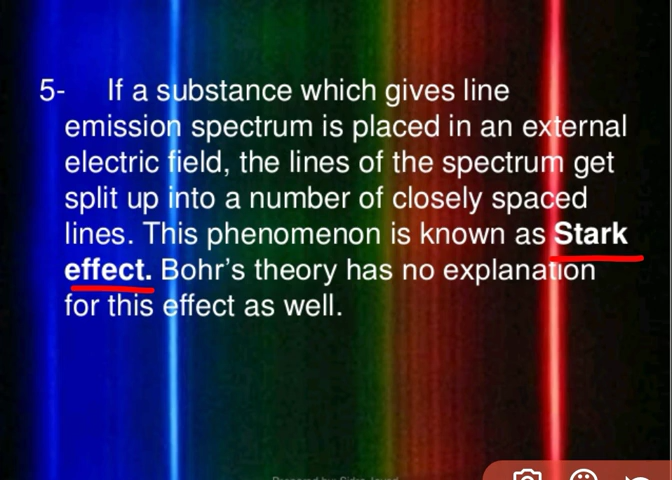 5- If a substance which gives line
emission spectrum is placed in an external
electric field, the lines of the spectrum get
split up into a number of closely spaced
lines. This phenomenon is known as Stark
effect. Bohr's theory has no explanation
for this effect as well.